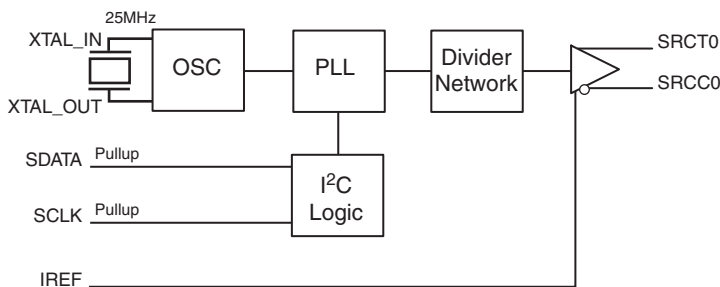 25MHz
XTAL_IN
XTAL_OUT
OSC
PLL
Divider
Network
SRCT0
SRCC0
SDATA
Pullup
SCLK
Pullup
I²C
Logic
IREF